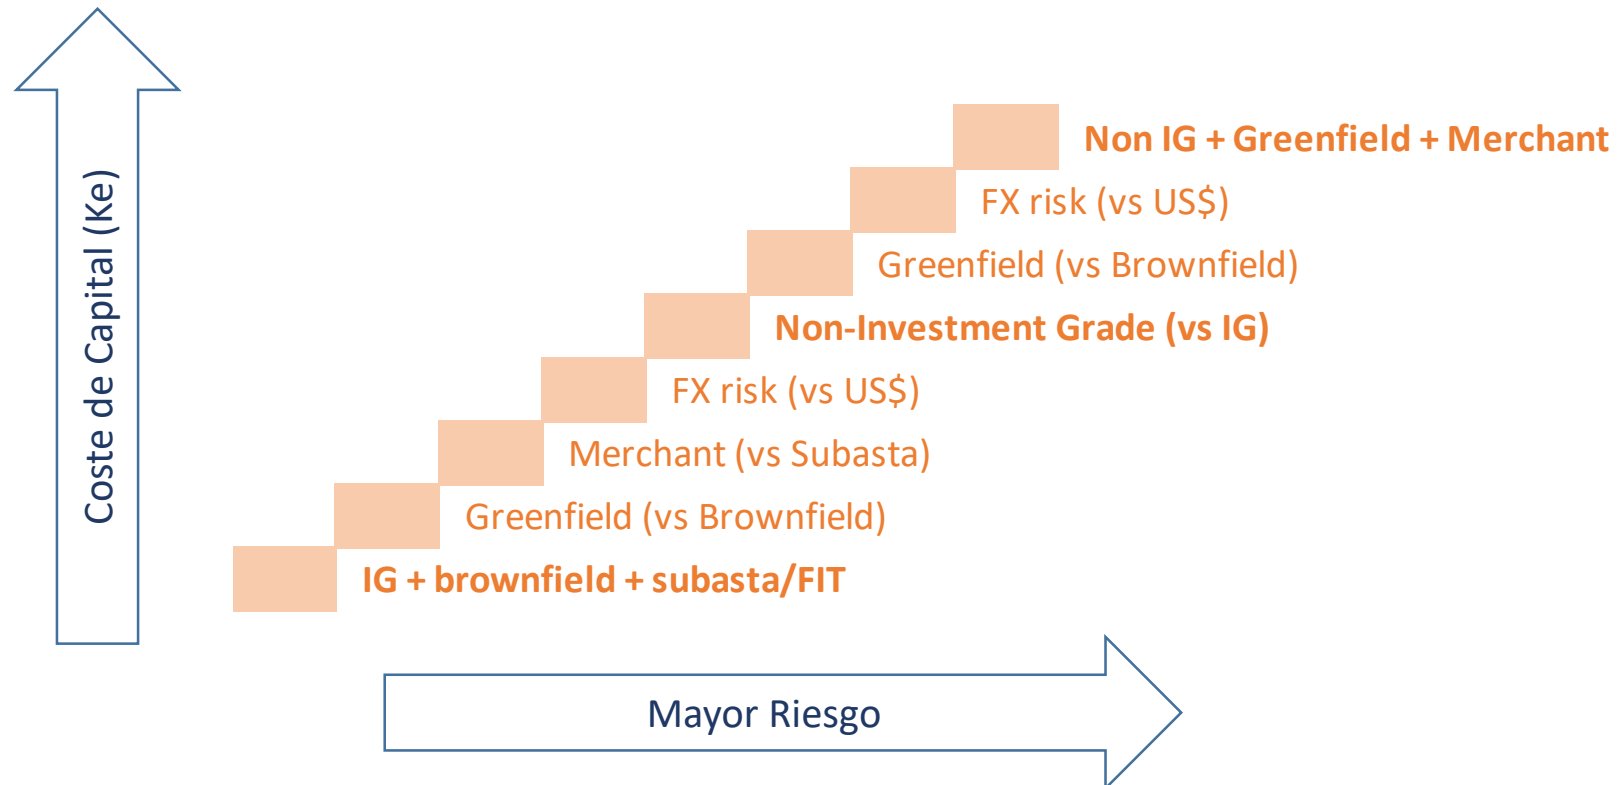 Coste de Capital (Ke)
Non IG + Greenfield + Merchant
FX risk (vs US$)
Greenfield (vs Brownfield)
Non-Investment Grade (vs IG)
FX risk (vs US$)
Merchant (vs Subasta)
Greenfield (vs Brownfield)
IG + brownfield + subasta/FIT
Mayor Riesgo